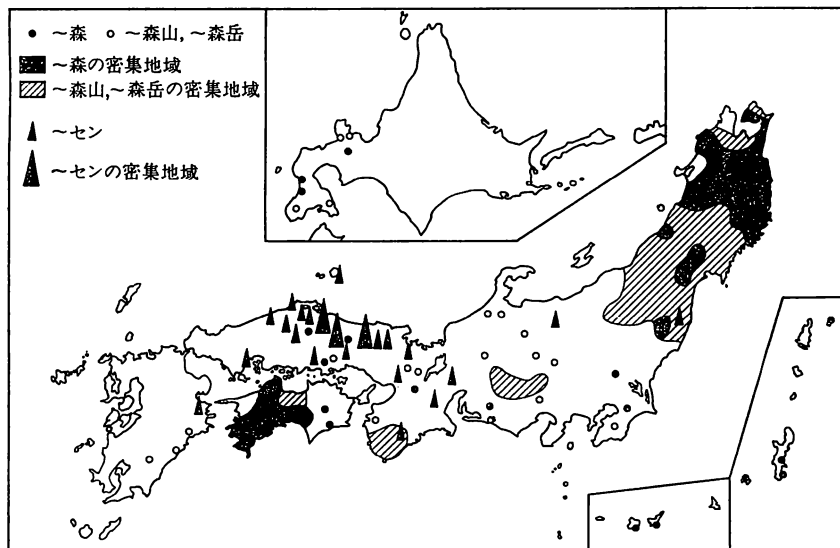 ● ～森 ○ ～森山，～森岳
～森の密集地域
～森山，～森岳の密集地域
～セン
～センの密集地域